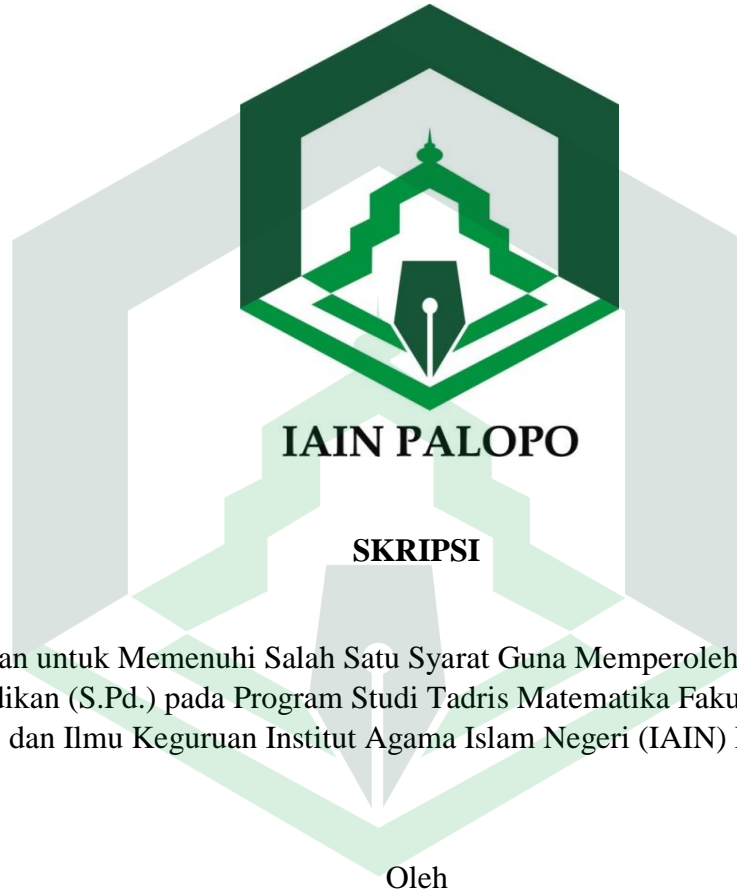 IAIN PALOPO
SKRIPSI
an untuk Memenuhi Salah Satu Syarat Guna Memperoleh
dikan (S.Pd.) pada Program Studi Tadris Matematika Faku
dan Ilmu Keguruan Institut Agama Islam Negeri (IAIN)
Oleh